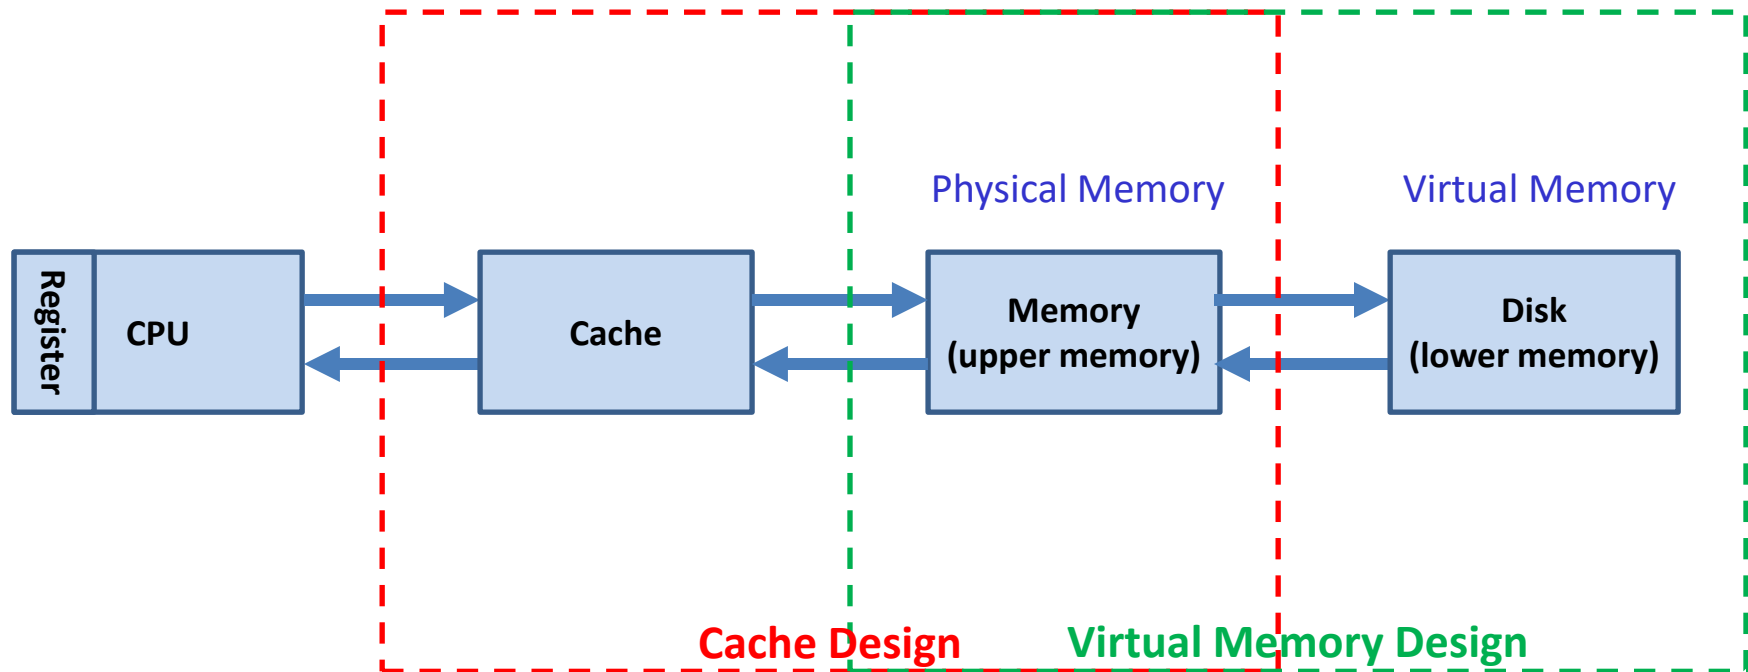 Physical Memory
Virtual Memory
Register
CPU
Cache
Memory
(upper memory)
Disk
(lower memory)
Cache Design
Virtual Memory Design